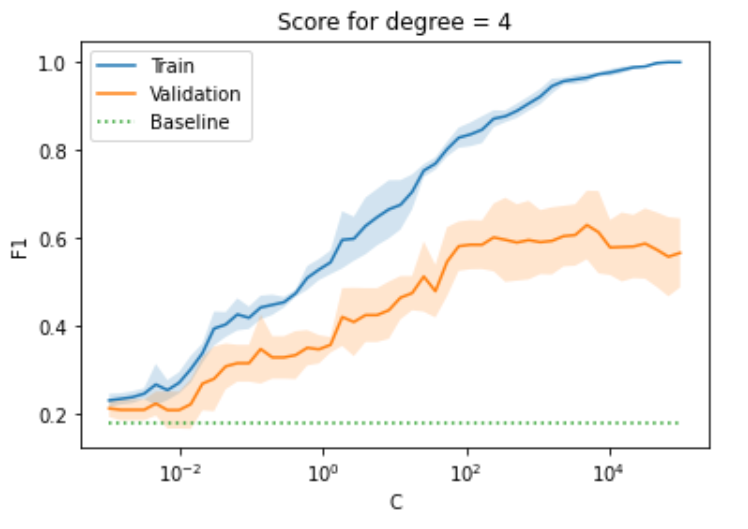 Score for degree = 4
1.0
0.8
0.6
0.4
0.2
F1
Train
Validation
Baseline
10⁻²
10⁰
10²
10⁴
C